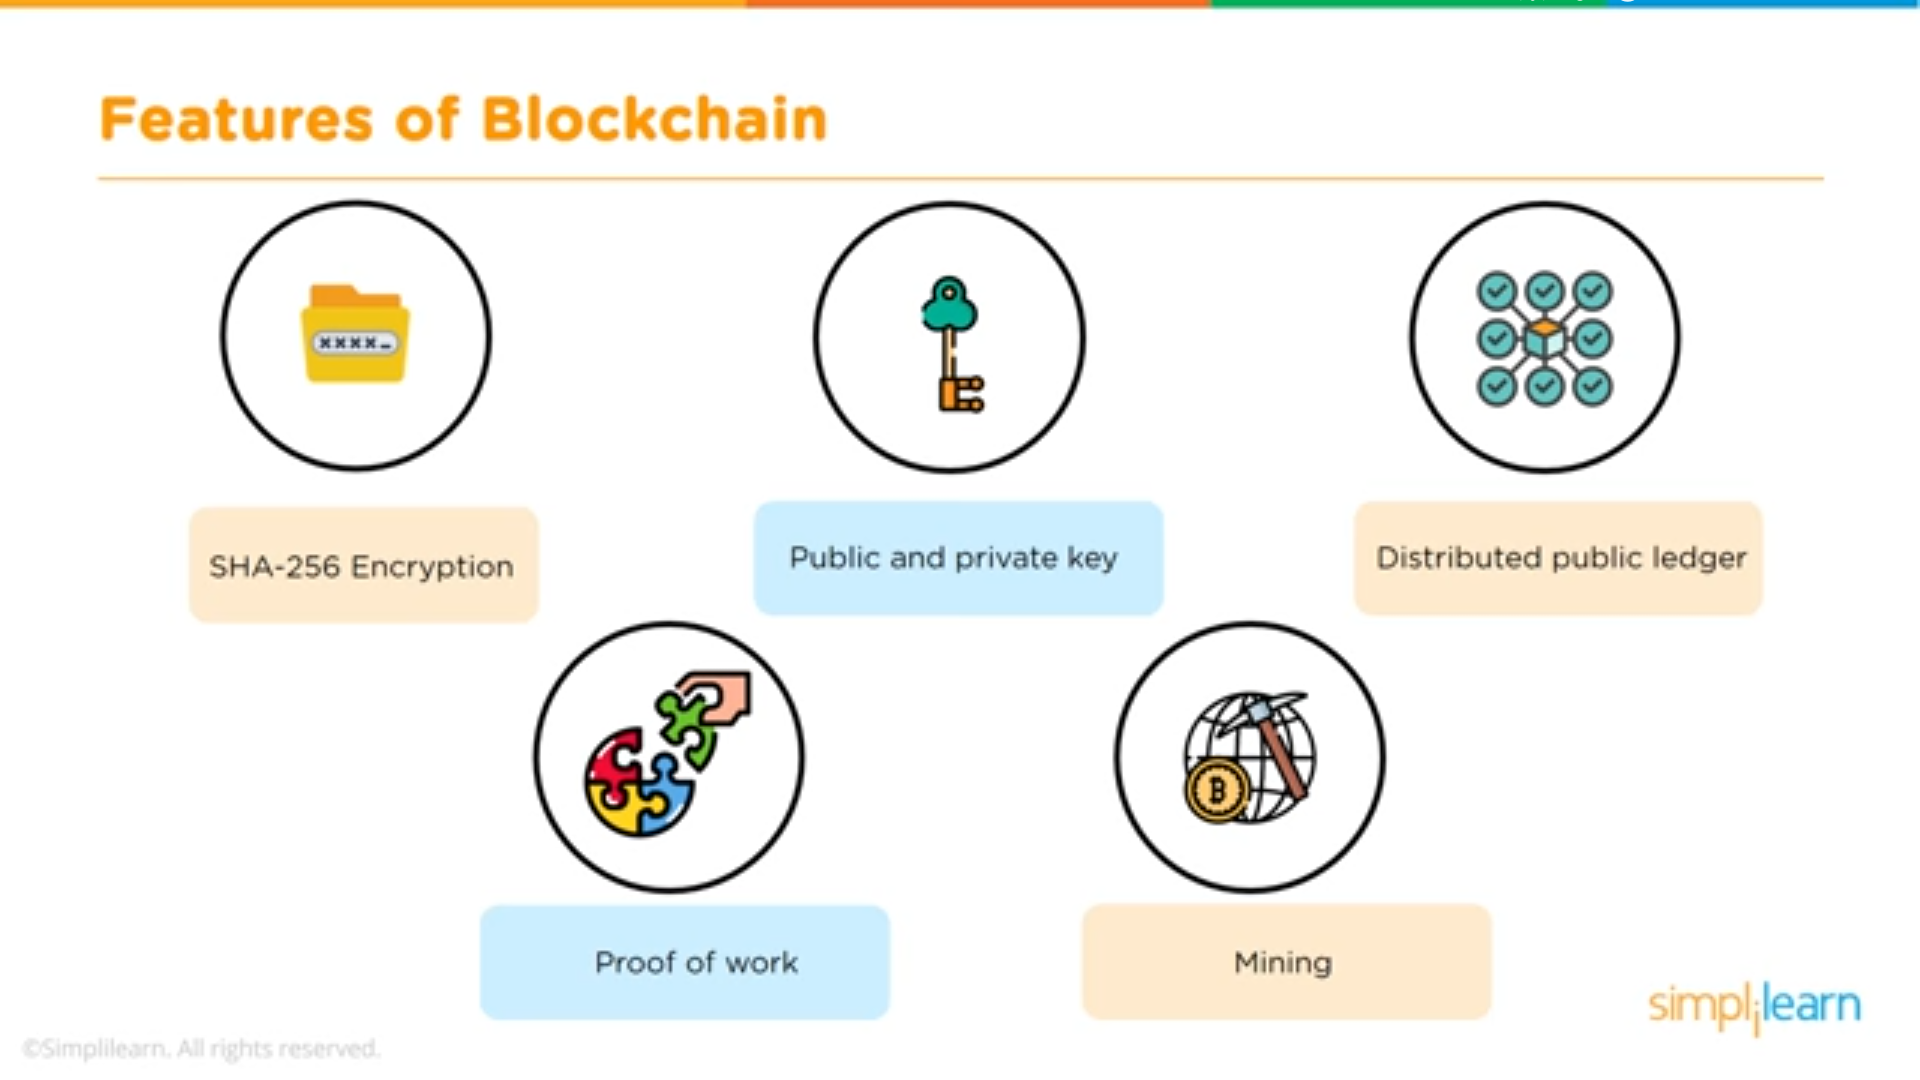 Features of Blockchain
xxxx_
SHA-256 Encryption
Public and private key
Distributed public ledger
B
Proof of work
Mining
simplilearn
©Simplilearn. All rights reserved.